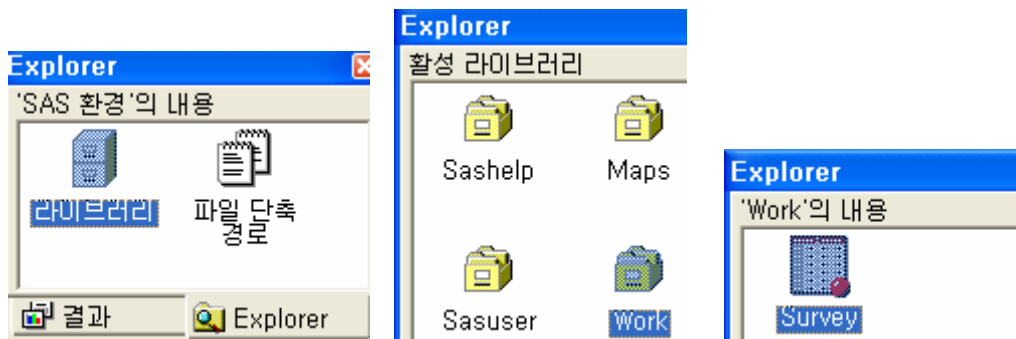 Explorer
'SAS 환경'의 내용
라이브러리
파일 단축
경로
결과
Explorer
Explorer
활성 라이브러리
Sashelp
Maps
Sasuser
Work
Explorer
'Work'의 내용
Survey